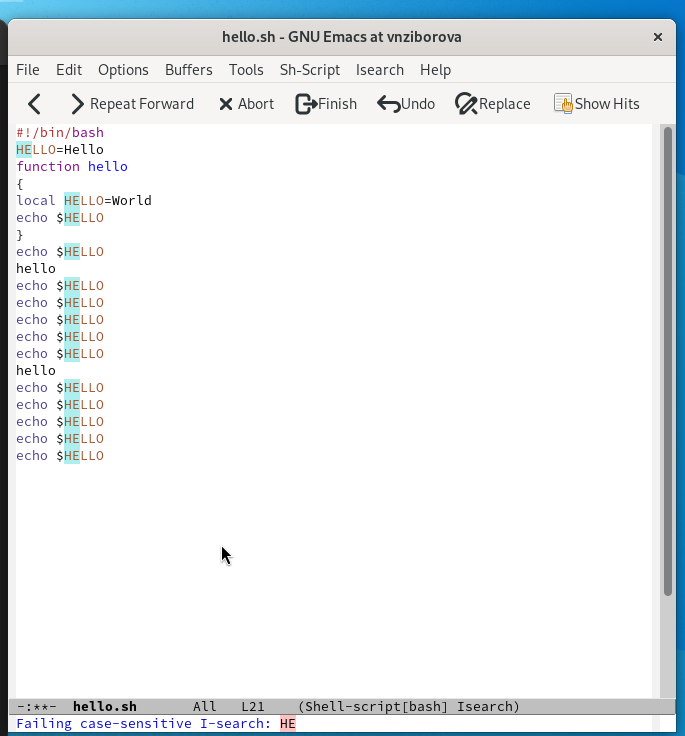 hello.sh - GNU Emacs at vnziborova ×
File Edit Options Buffers Tools Sh-Script Isearch Help
Repeat Forward Abort Finish Undo Replace Show Hits
#!/bin/bash
HELLO=Hello
function hello
{
local HELLO=World
echo $HELLO
}
echo $HELLO
hello
echo $HELLO
echo $HELLO
echo $HELLO
echo $HELLO
echo $HELLO
hello
echo $HELLO
echo $HELLO
echo $HELLO
echo $HELLO
echo $HELLO
-:**- hello.sh All L21 (Shell-script[bash] Isearch)
Failing case-sensitive I-search: HE